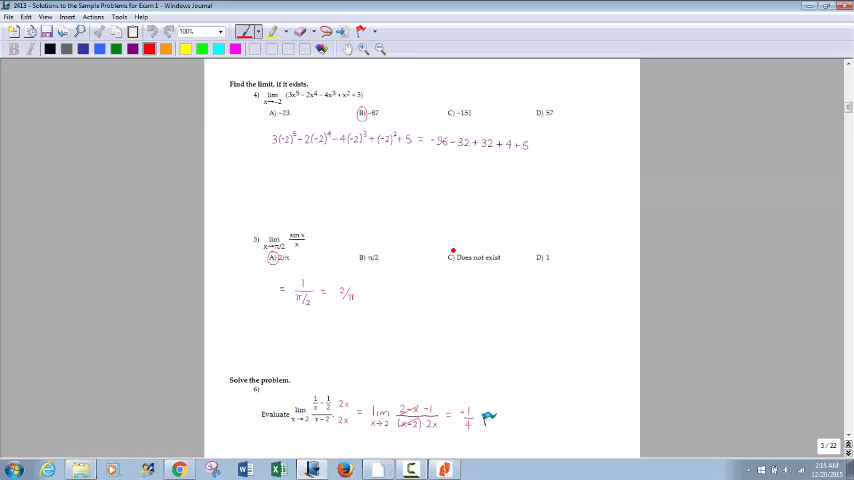 2413 - Solutions to the Sample Problems for Exam 1 - Windows Journal
File Edit View Insert Actions Tools Help
100%
B I
Find the limit, if it exists.
4) lim x→-2 (3x⁵ - 2x⁴ - 4x³ + x² + 5)
A) -23 B) -87 C) -151 D) 57
3(-2)⁵ - 2(-2)⁴ - 4(-2)³ + (-2)² + 5 = -96 - 32 + 32 + 4 + 5
5) lim x→π/2 sin x / x
A) 2/π B) π/2 C) Does not exist D) 1
= 1 / π/2 = 2/π
Solve the problem.
6)
Evaluate lim x→2 1/x - 1/2 / x - 2 . 2x / 2x = lim x→2 2-x -1 / (x-2)·2x = -1/4
3 / 22
2:15 AM
12/20/2015